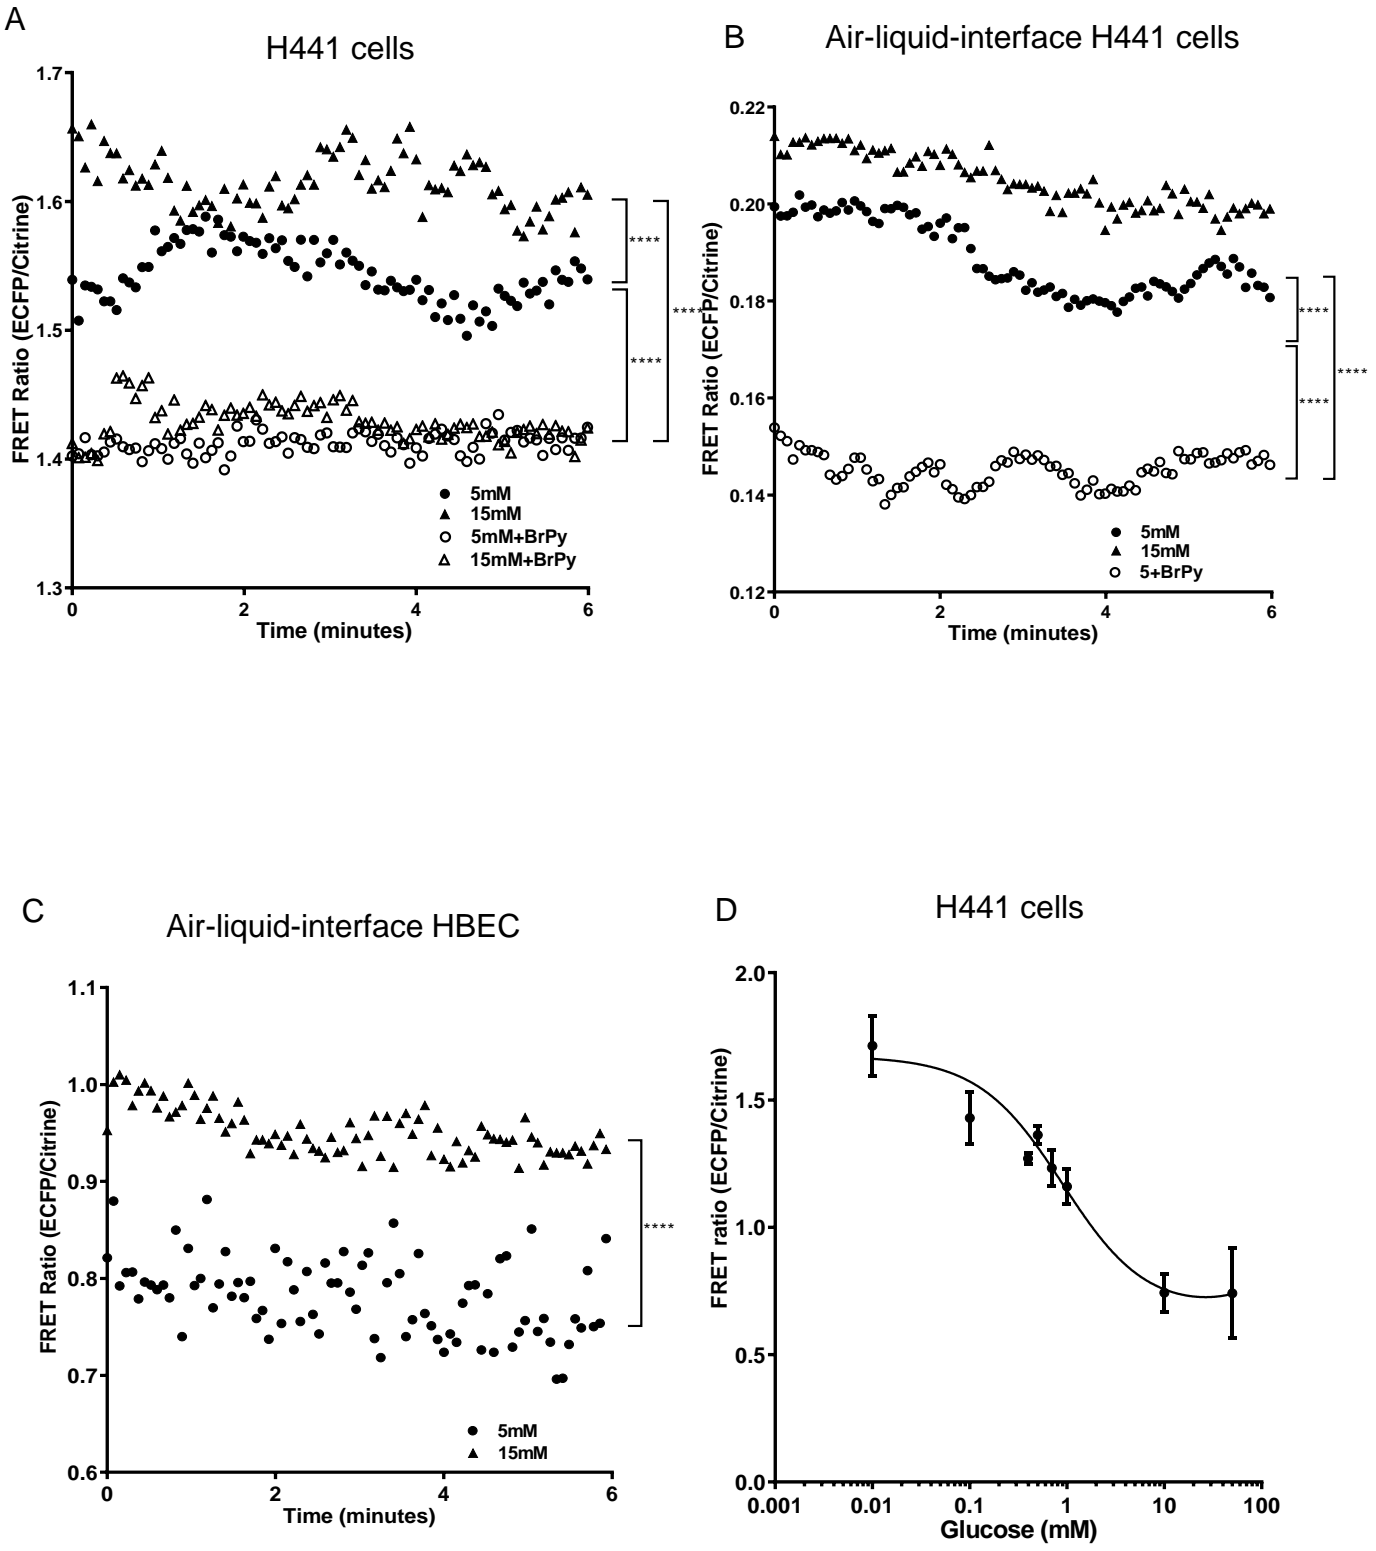 A
H441 cells
1.7
1.6
1.5
1.4
1.3
FRET Ratio (ECFP/Citrine)
****
****
****
5mM
15mM
5mM+BrPy
15mM+BrPy
0 2 4 6
Time (minutes)
B
Air-liquid-interface H441 cells
0.22
0.20
0.18
0.16
0.14
0.12
FRET Ratio (ECFP/Citrine)
****
****
****
5mM
15mM
5+BrPy
0 2 4 6
Time (minutes)
C
Air-liquid-interface HBEC
1.1
1.0
0.9
0.8
0.7
0.6
FRET Ratio (ECFP/Citrine)
****
5mM
15mM
0 2 4 6
Time (minutes)
D
H441 cells
2.0
1.5
1.0
0.5
0.0
FRET ratio (ECFP/Citrine)
0.001 0.01 0.1 1 10 100
Glucose (mM)